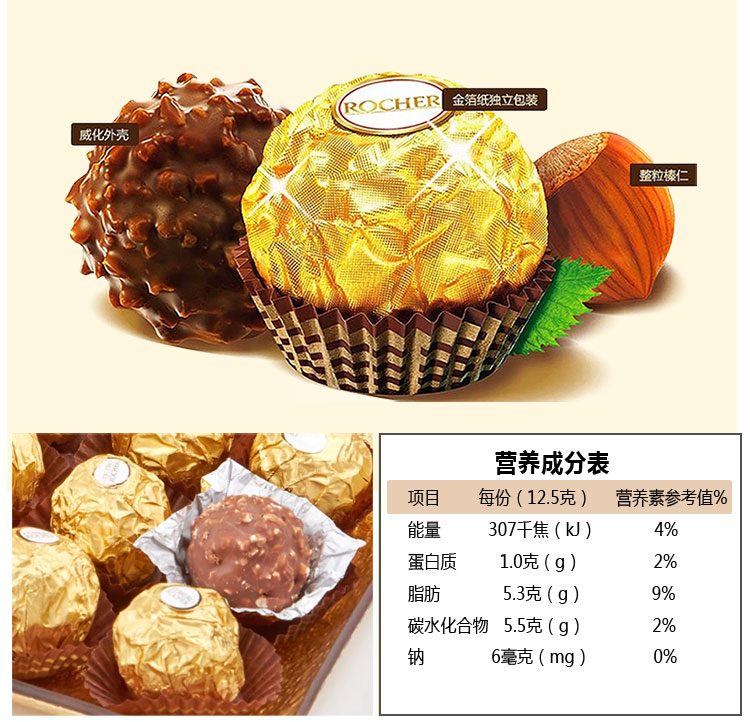 ROCHER
金箔纸独立包装
威化外壳
整粒榛仁
营养成分表
项目 每份（12.5克） 营养素参考值%
能量 307千焦（kJ） 4%
蛋白质 1.0克（g） 2%
脂肪 5.3克（g） 9%
碳水化合物 5.5克（g） 2%
钠 6毫克（mg） 0%